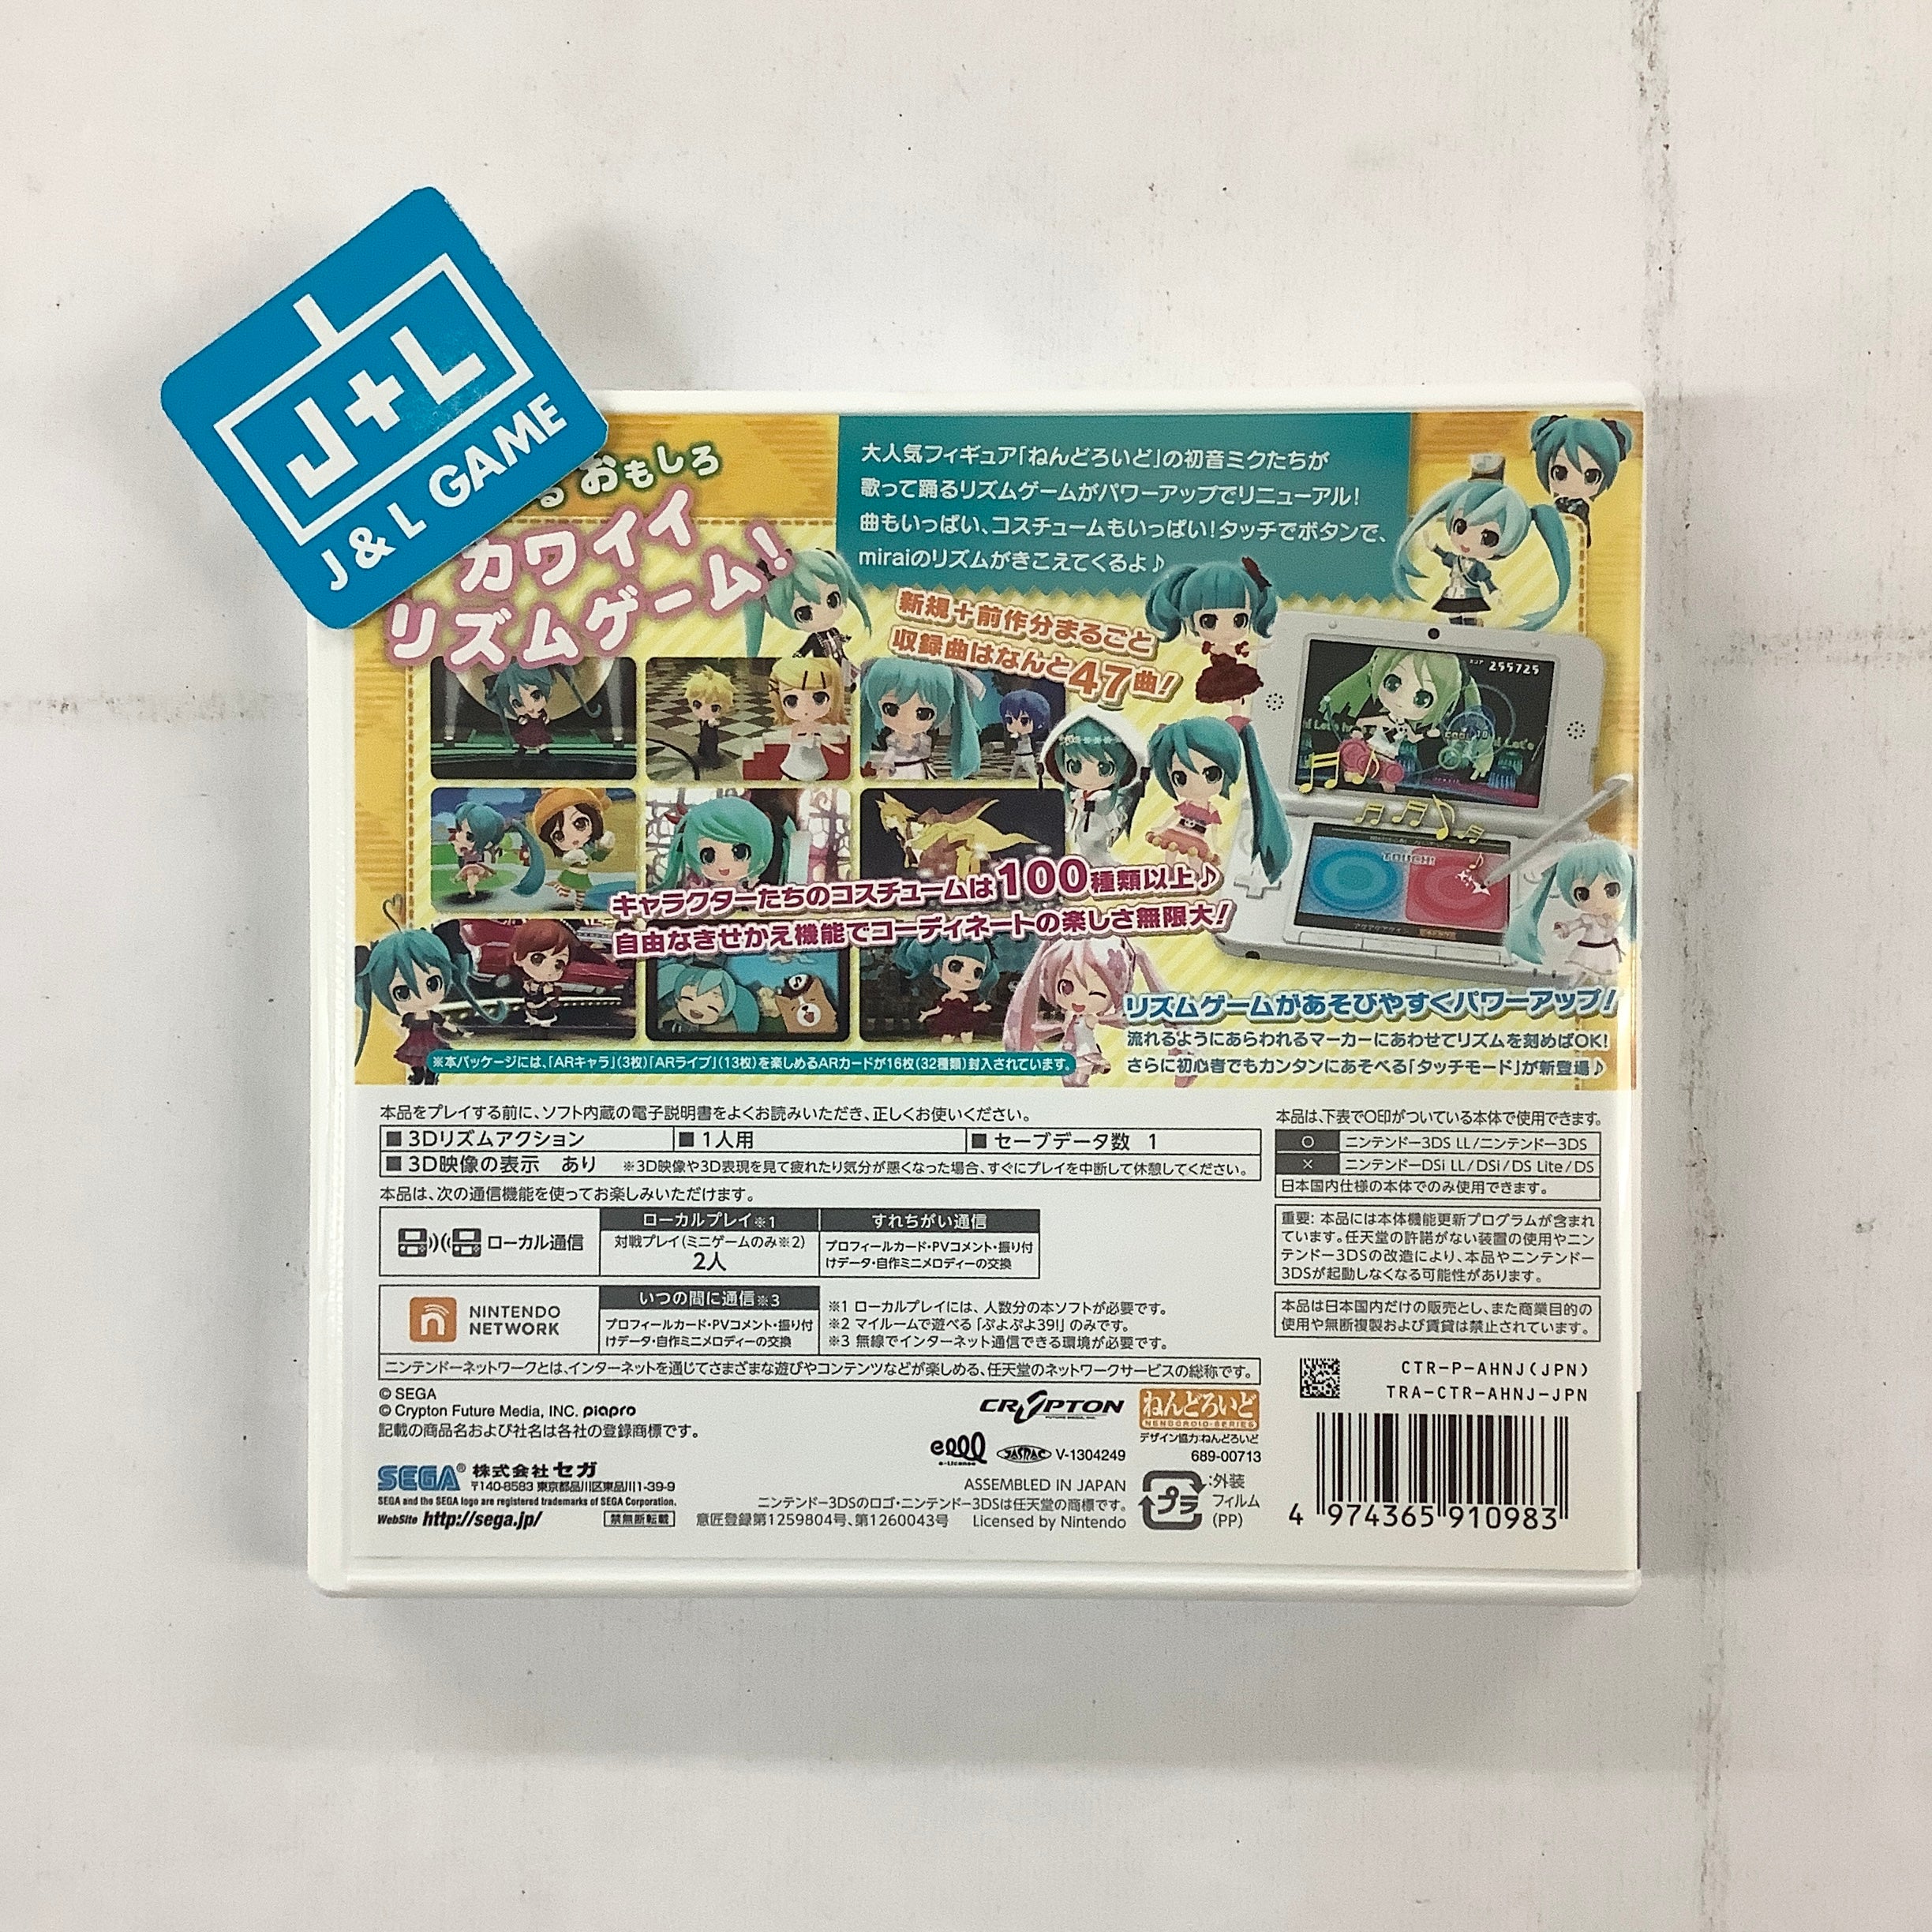 J+L
J & L GAME
る おもしろ
カワイイ
リズムゲーム!
大人気フィギュア「ねんどろいど」の初音ミクたちが
歌って踊るリズムゲームがパワーアップでリニューアル!
曲もいっぱい、コスチュームもいっぱい!タッチでボタンで、
miraiのリズムがきこえてくるよ♪
新規+前作分まるごと
収録曲はなんと47曲!
255725
キャラクターたちのコスチュームは100種類以上♪
自由なきせかえ機能でコーディネートの楽しさ無限大!
リズムゲームがあそびやすくパワーアップ!
流れるようにあらわれるマーカーにあわせてリズムを刻めばOK!
さらに初心者でもカンタンにあそべる「タッチモード」が新登場♪
※本パッケージには、「ARキャラ」(3枚)「ARライブ」(13枚)を楽しめるARカードが16枚(32種類)封入されています。
本品をプレイする前に、ソフト内蔵の電子説明書をよくお読みいただき、正しくお使いください。
■ 3Dリズムアクション ■ 1人用 ■ セーブデータ数 1
■ 3D映像の表示 あり ※3D映像や3D表現を見て疲れたり気分が悪くなった場合、すぐにプレイを中断して休憩してください。
本品は、次の通信機能を使ってお楽しみいただけます。
ローカル通信
ローカルプレイ※1
対戦プレイ(ミニゲームのみ※2)
2人
すれちがい通信
プロフィールカード・PVコメント・振り付
けデータ・自作ミニメロディーの交換
NINTENDO
NETWORK
いつの間に通信※3
プロフィールカード・PVコメント・振り付
けデータ・自作ミニメロディーの交換
※1 ローカルプレイには、人数分の本ソフトが必要です。
※2 マイルームで遊べる「ぷよぷよ39!」のみです。
※3 無線でインターネット通信できる環境が必要です。
ニンテンドーネットワークとは、インターネットを通じてさまざまな遊びやコンテンツなどが楽しめる、任天堂のネットワークサービスの総称です。
本品は、下表で○印がついている本体で使用できます。
○ ニンテンドー3DS LL/ニンテンドー3DS
× ニンテンドーDSi LL/DSi/DS Lite/DS
日本国内仕様の本体でのみ使用できます。
重要: 本品には本体機能更新プログラムが含まれ
ています。任天堂の許諾がない装置の使用やニン
テンドー3DSの改造により、本品やニンテンドー
3DSが起動しなくなる可能性があります。
本品は日本国内だけの販売とし、また商業目的の
使用や無断複製および賃貸は禁止されています。
CTR-P-AHNJ(JPN)
TRA-CTR-AHNJ-JPN
4 974365 910983
© SEGA
© Crypton Future Media, INC. piapro
記載の商品名および社名は各社の登録商標です。
SEGA® 株式会社セガ
〒140-8583 東京都品川区東品川1-39-9
SEGA and the SEGA logo are registered trademarks of SEGA Corporation.
WebSite http://sega.jp/ 禁無断転載
CRYPTON
FUTURE MEDIA, INC.
ねんどろいど
NENDOROID-SERIES
デザイン協力:ねんどろいど
e-License
JASRAC V-1304249
689-00713
ASSEMBLED IN JAPAN
ニンテンドー3DSのロゴ・ニンテンドー3DSは任天堂の商標です。
意匠登録第1259804号、第1260043号 Licensed by Nintendo
プラ
:外装
フィルム
(PP)